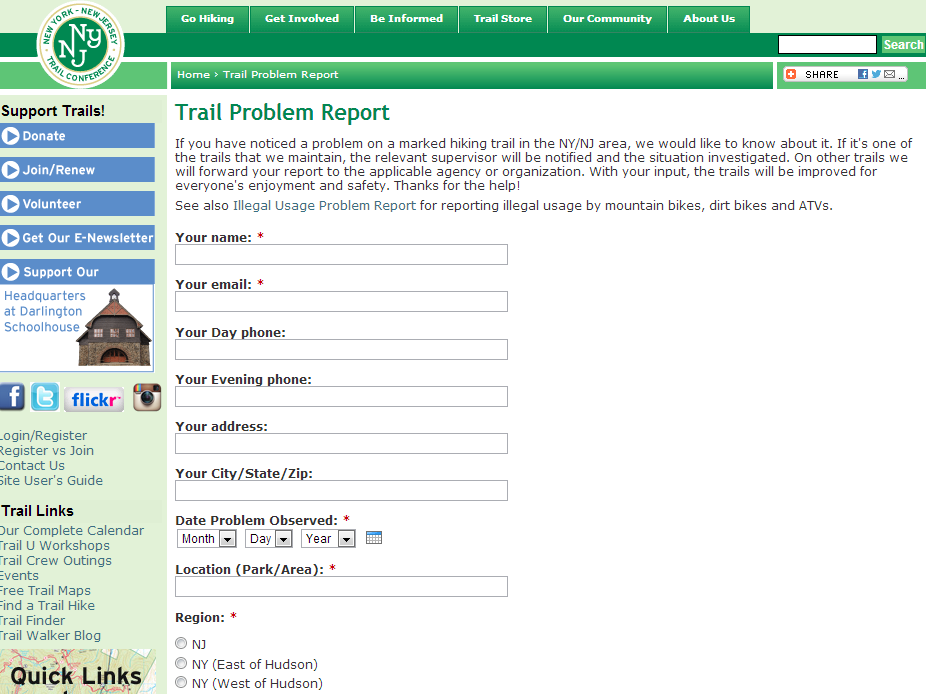 NEW YORK - NEW JERSEY
NY
NJ
TRAIL CONFERENCE
Go Hiking
Get Involved
Be Informed
Trail Store
Our Community
About Us
Search
Home › Trail Problem Report
SHARE
Support Trails!
Donate
Join/Renew
Volunteer
Get Our E-Newsletter
Support Our
Headquarters
at Darlington
Schoolhouse
f
t
flickr
Login/Register
Register vs Join
Contact Us
Site User's Guide
Trail Links
Our Complete Calendar
Trail U Workshops
Trail Crew Outings
Events
Free Trail Maps
Find a Trail Hike
Trail Finder
Trail Walker Blog
Quick Links
Trail Problem Report
If you have noticed a problem on a marked hiking trail in the NY/NJ area, we would like to know about it. If it's one of
the trails that we maintain, the relevant supervisor will be notified and the situation investigated. On other trails we
will forward your report to the applicable agency or organization. With your input, the trails will be improved for
everyone's enjoyment and safety. Thanks for the help!
See also Illegal Usage Problem Report for reporting illegal usage by mountain bikes, dirt bikes and ATVs.
Your name: *
Your email: *
Your Day phone:
Your Evening phone:
Your address:
Your City/State/Zip:
Date Problem Observed: *
Month Day Year
Location (Park/Area): *
Region: *
NJ
NY (East of Hudson)
NY (West of Hudson)